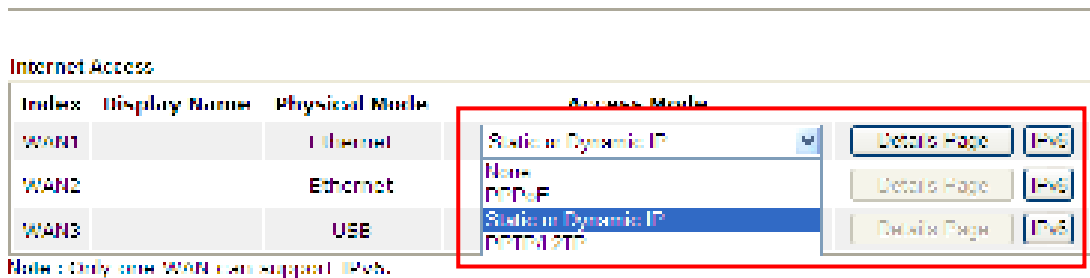 Internet Access
Index Display Name Physical Mode Access Mode
WAN1 Ethernet Static or Dynamic IP Details Page IPv6
None
WAN2 Ethernet PPPoE Details Page IPv6
Static or Dynamic IP
WAN3 USB PPTP/L2TP Details Page IPv6
Note : Only one WAN can support IPv6.